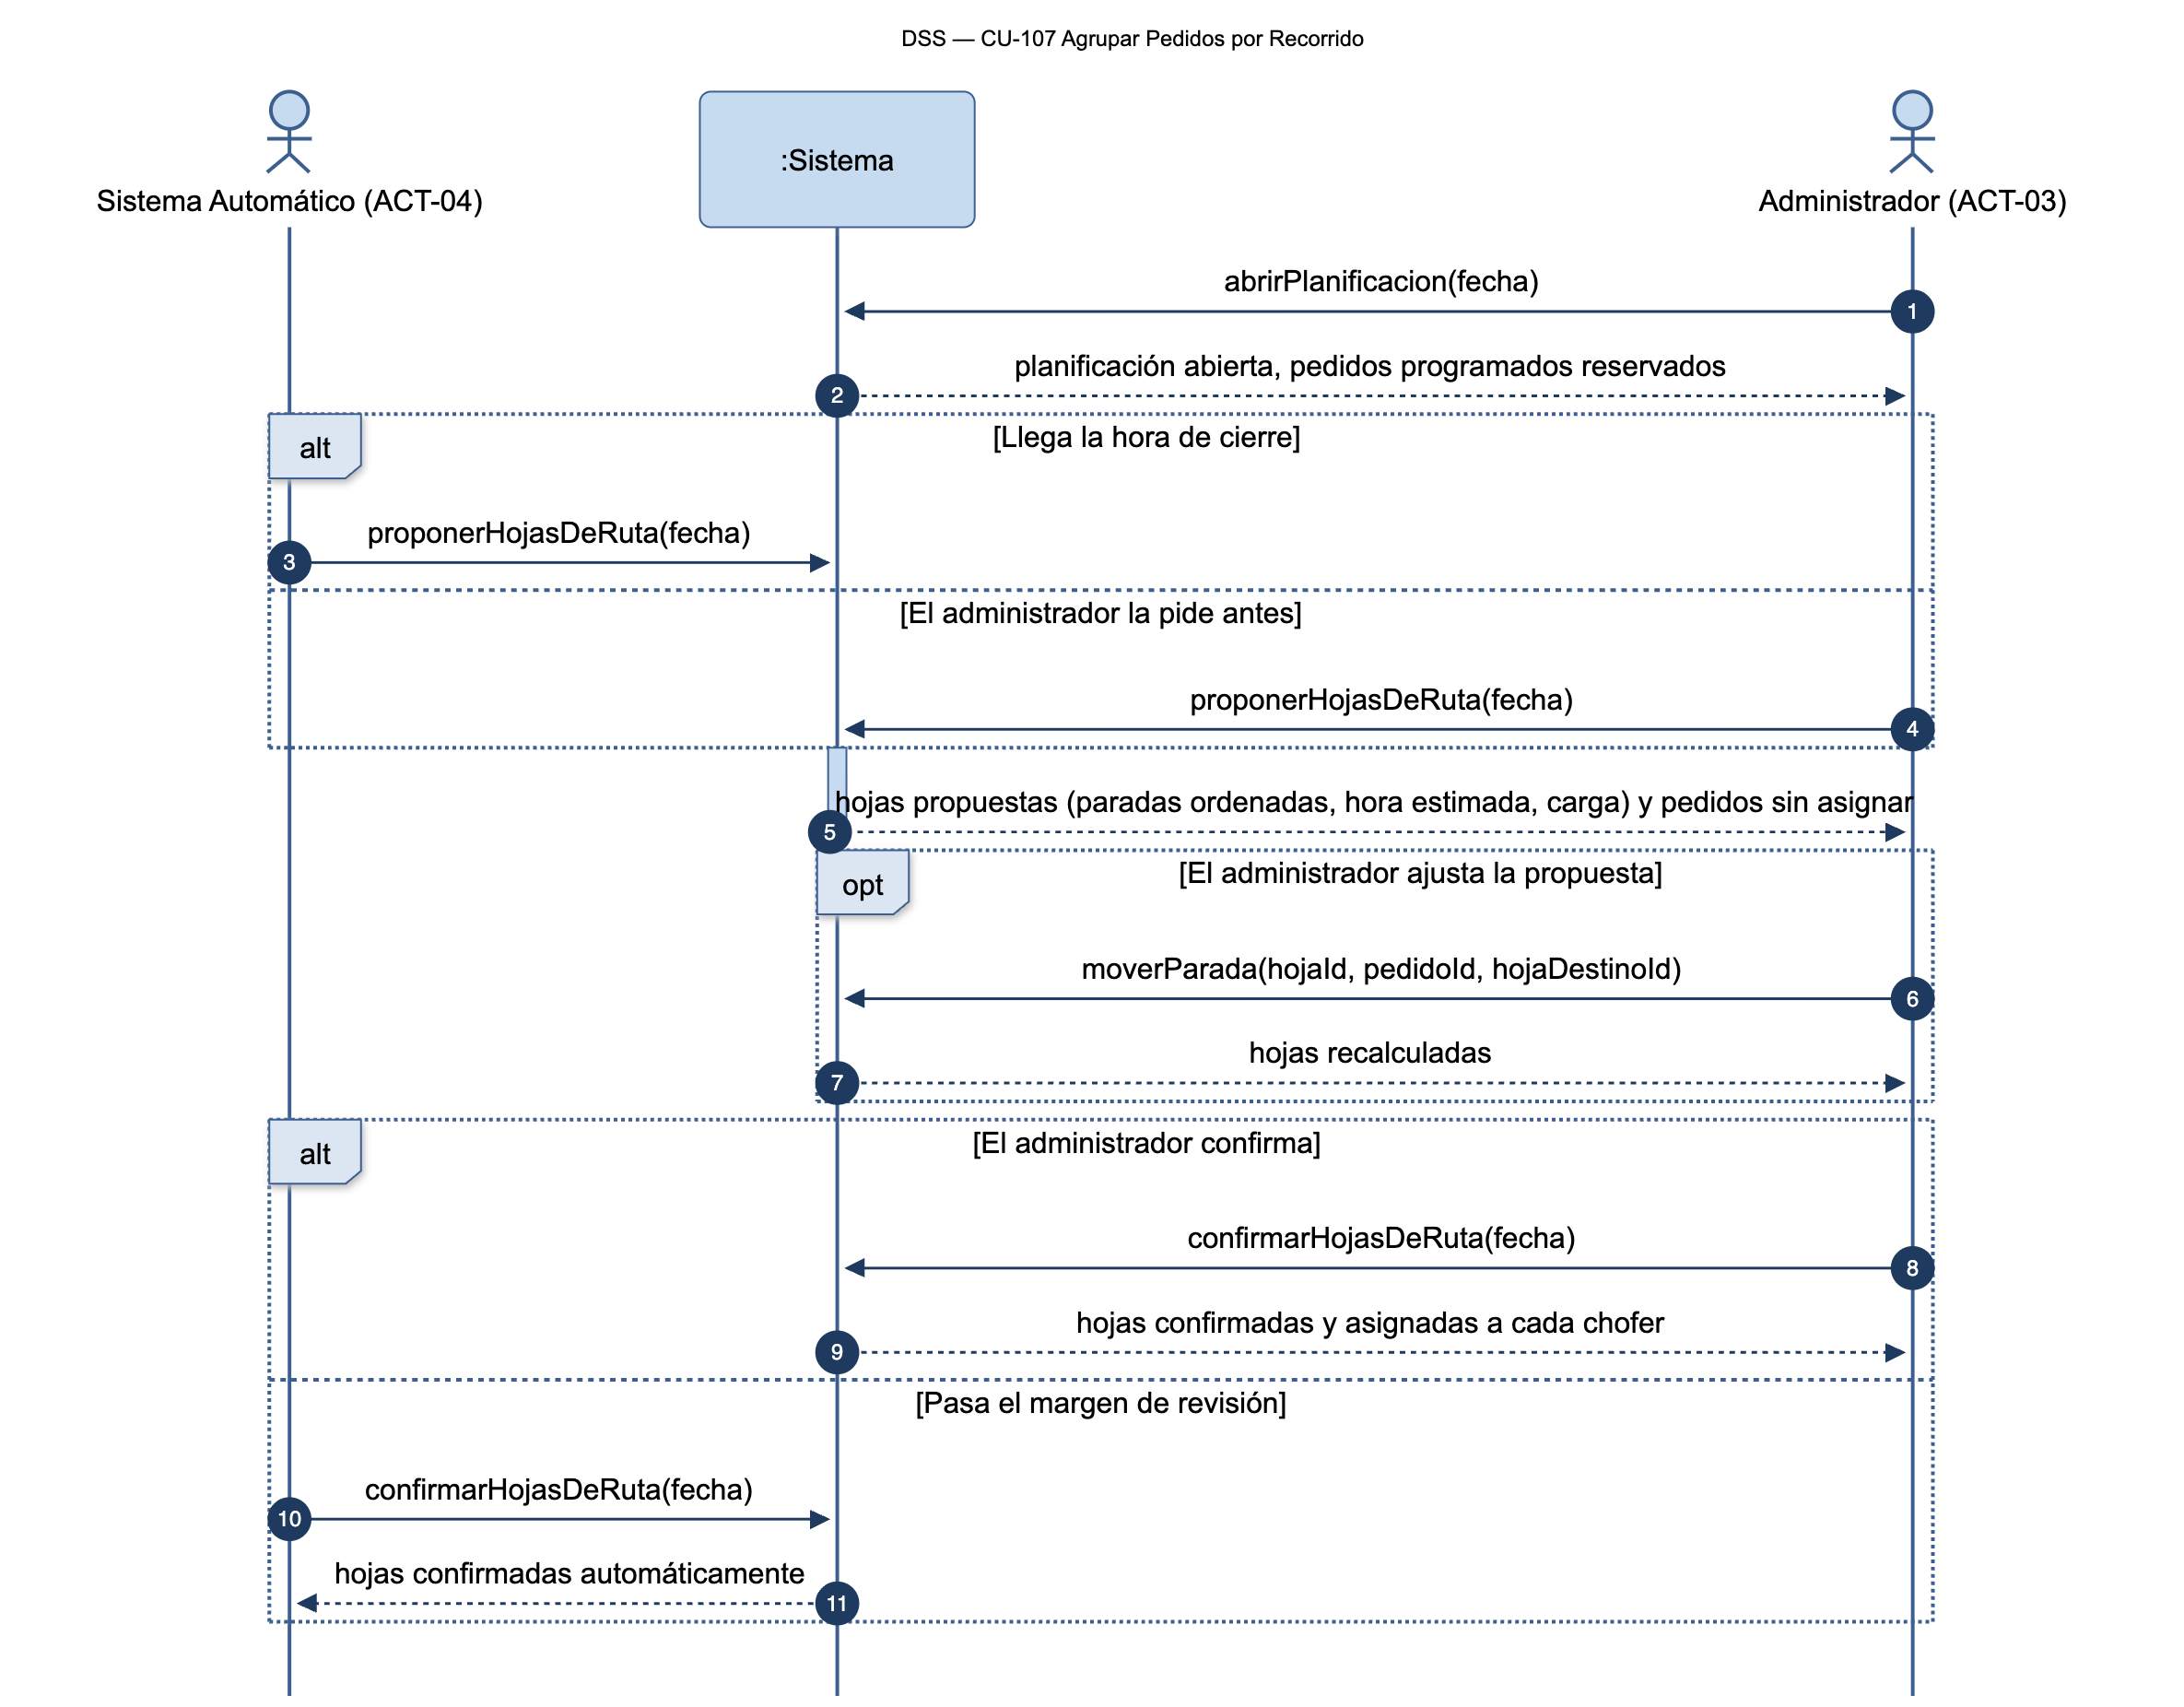 DSS — CU-107 Agrupar Pedidos por Recorrido
Sistema Automático (ACT-04)
:Sistema
Administrador (ACT-03)
abrirPlanificacion(fecha)
1
planificación abierta, pedidos programados reservados
2
alt
[Llega la hora de cierre]
proponerHojasDeRuta(fecha)
3
[El administrador la pide antes]
proponerHojasDeRuta(fecha)
4
hojas propuestas (paradas ordenadas, hora estimada, carga) y pedidos sin asignar
5
opt
[El administrador ajusta la propuesta]
moverParada(hojaId, pedidoId, hojaDestinoId)
6
hojas recalculadas
7
alt
[El administrador confirma]
confirmarHojasDeRuta(fecha)
8
hojas confirmadas y asignadas a cada chofer
9
[Pasa el margen de revisión]
confirmarHojasDeRuta(fecha)
10
hojas confirmadas automáticamente
11